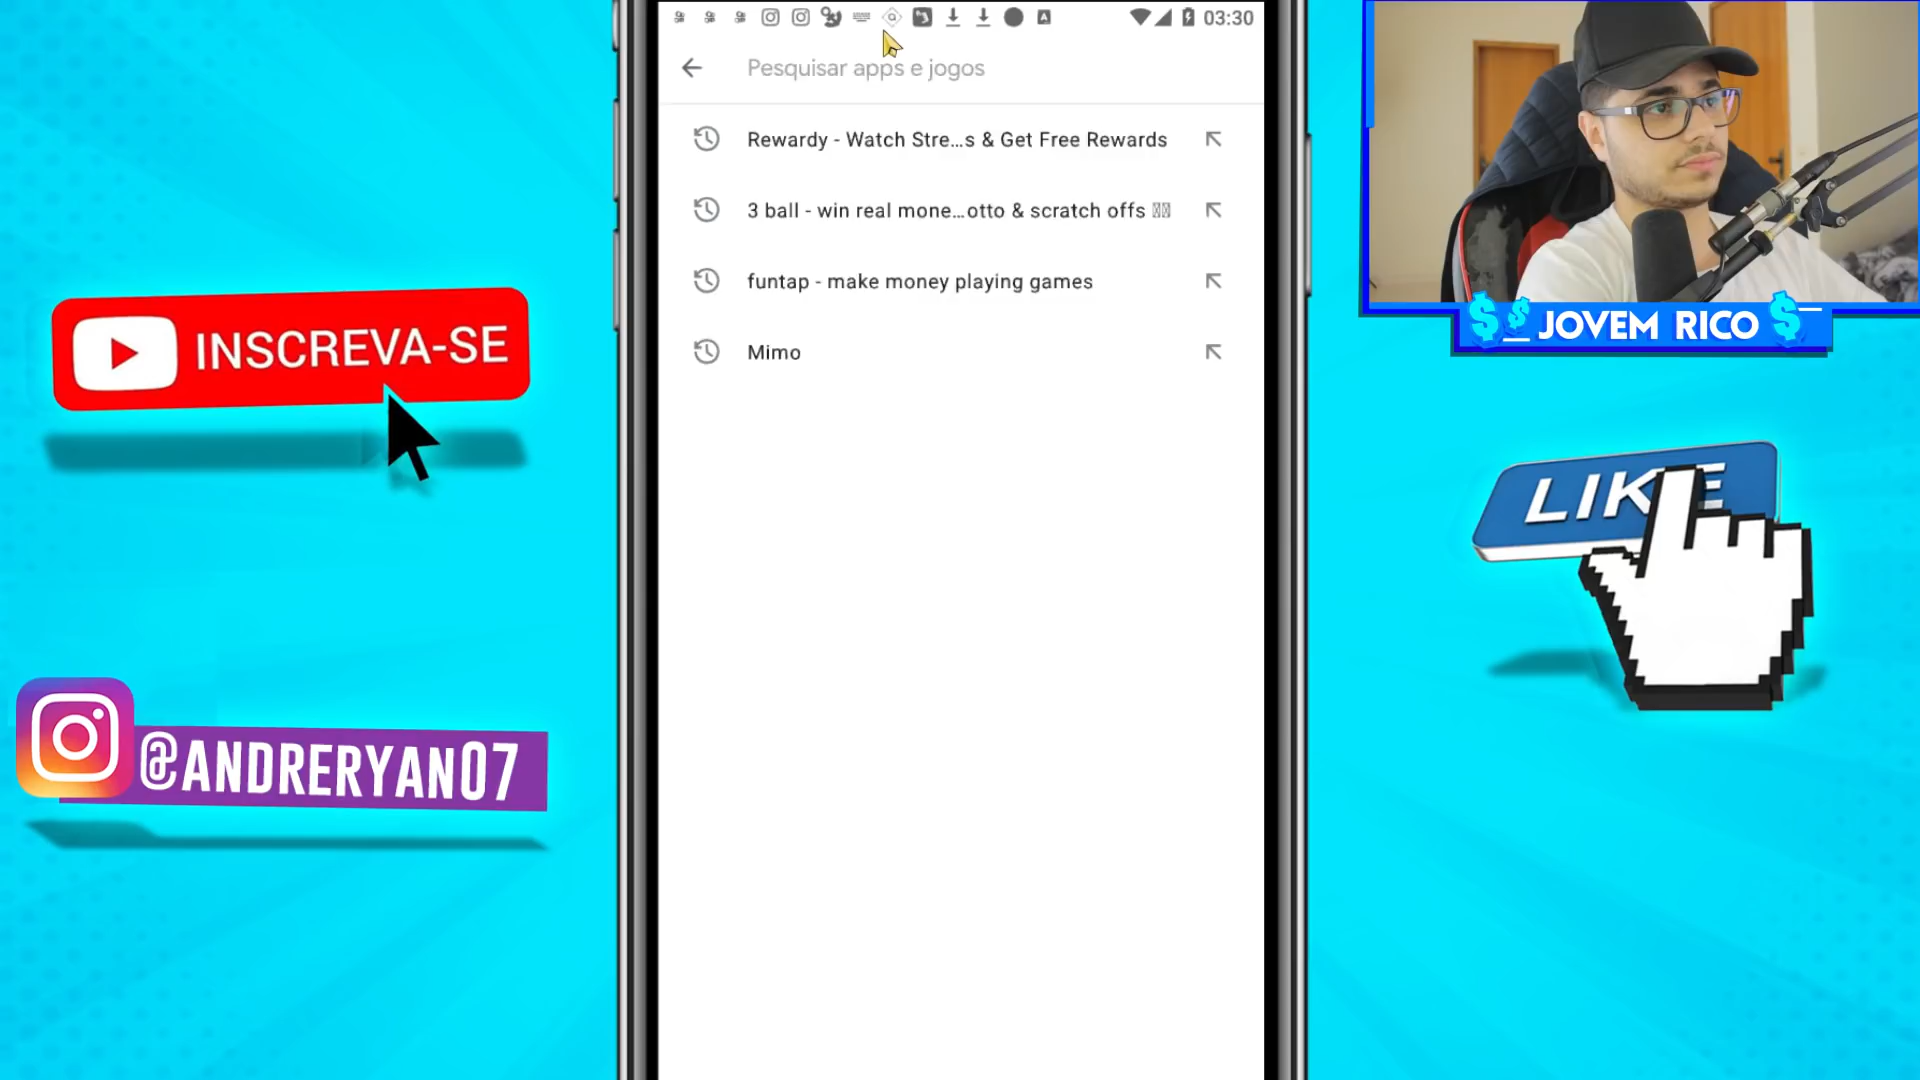 03:30
Pesquisar apps e jogos
Rewardy - Watch Stre...s & Get Free Rewards
3 ball - win real mone...otto & scratch offs
funtap - make money playing games
Mimo
INSCREVA-SE
@ANDRERYAN07
JOVEM RICO
LIKE